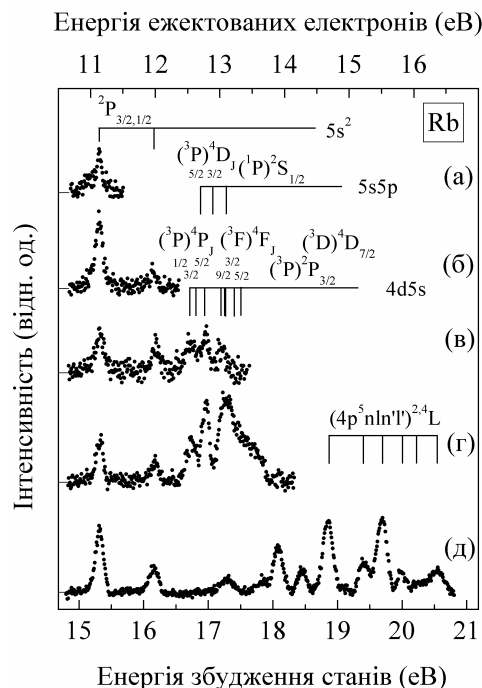 Енергія ежектованих електронів (еВ)
11 12 13 14 15 16
²P₃/₂,₁/₂
5s²
Rb
(а)
(³P)⁴D_J (¹P)²S₁/₂
5/2 3/2
5s5p
(б)
(³P)⁴P_J (³F)⁴F_J (³D)⁴D₇/₂
1/2 5/2 3/2
3/2 9/2 5/2
(³P)²P₃/₂
4d5s
(в)
(4p⁵nln'l')²,⁴L
(г)
(д)
Інтенсивність (відн. од.)
15 16 17 18 19 20 21
Енергія збудження станів (еВ)